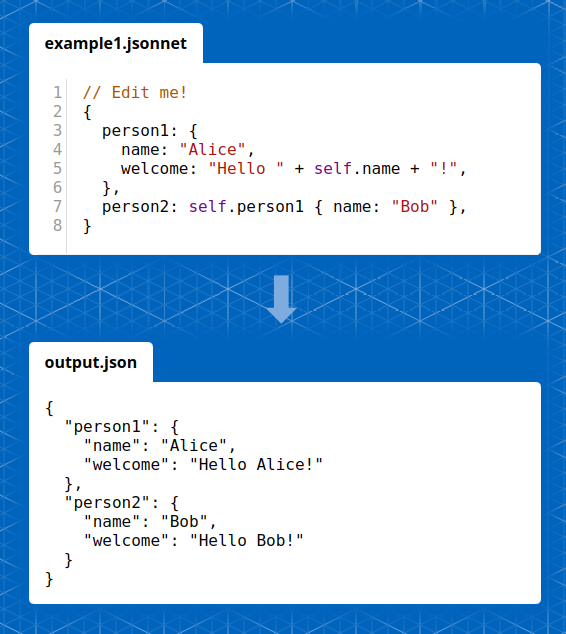 example1.jsonnet
1 // Edit me!
2 {
3   person1: {
4     name: "Alice",
5     welcome: "Hello " + self.name + "!",
6   },
7   person2: self.person1 { name: "Bob" },
8 }
output.json
{
  "person1": {
    "name": "Alice",
    "welcome": "Hello Alice!"
  },
  "person2": {
    "name": "Bob",
    "welcome": "Hello Bob!"
  }
}